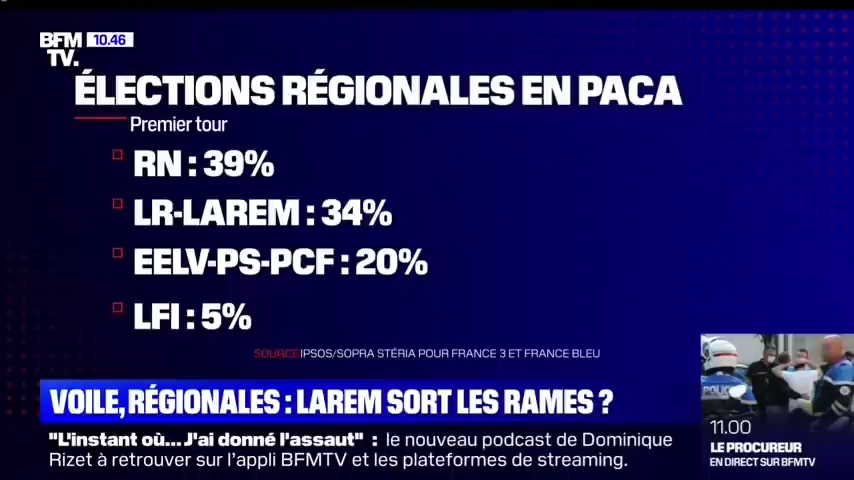 BFM
TV.
10.46
ÉLECTIONS RÉGIONALES EN PACA
Premier tour
RN : 39%
LR-LAREM : 34%
EELV-PS-PCF : 20%
LFI : 5%
SOURCE IPSOS/SOPRA STÉRIA POUR FRANCE 3 ET FRANCE BLEU
POLICE
VOILE, RÉGIONALES : LAREM SORT LES RAMES ?
11.00
LE PROCUREUR
EN DIRECT SUR BFMTV
"L'instant où... J'ai donné l'assaut" : le nouveau podcast de Dominique
Rizet à retrouver sur l'appli BFMTV et les plateformes de streaming.